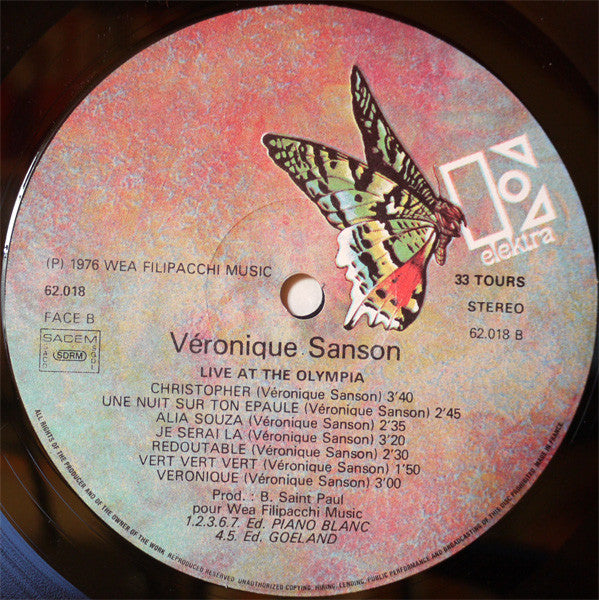 elektra
(P) 1976 WEA FILIPACCHI MUSIC
62.018
FACE B
SACEM
SDRM
SACD
SGDL
33 TOURS
STEREO
62.018 B
Véronique Sanson
LIVE AT THE OLYMPIA
CHRISTOPHER (Véronique Sanson) 3'40
UNE NUIT SUR TON EPAULE (Véronique Sanson) 2'45
ALIA SOUZA (Véronique Sanson) 2'35
JE SERAI LA (Véronique Sanson) 3'20
REDOUTABLE (Véronique Sanson) 2'30
VERT VERT VERT (Véronique Sanson) 1'50
VERONIQUE (Véronique Sanson) 3'00
Prod. : B. Saint Paul
pour Wea Filipacchi Music
1.2.3.6.7. Ed. PIANO BLANC
4.5. Ed. GOELAND
ALL RIGHTS OF THE PRODUCER AND OF THE OWNER OF THE WORK REPRODUCED RESERVED. UNAUTHORIZED COPYING, HIRING, LENDING, PUBLIC PERFORMANCE AND BROADCASTING OF THIS DISC PROHIBITED. MADE IN FRANCE.